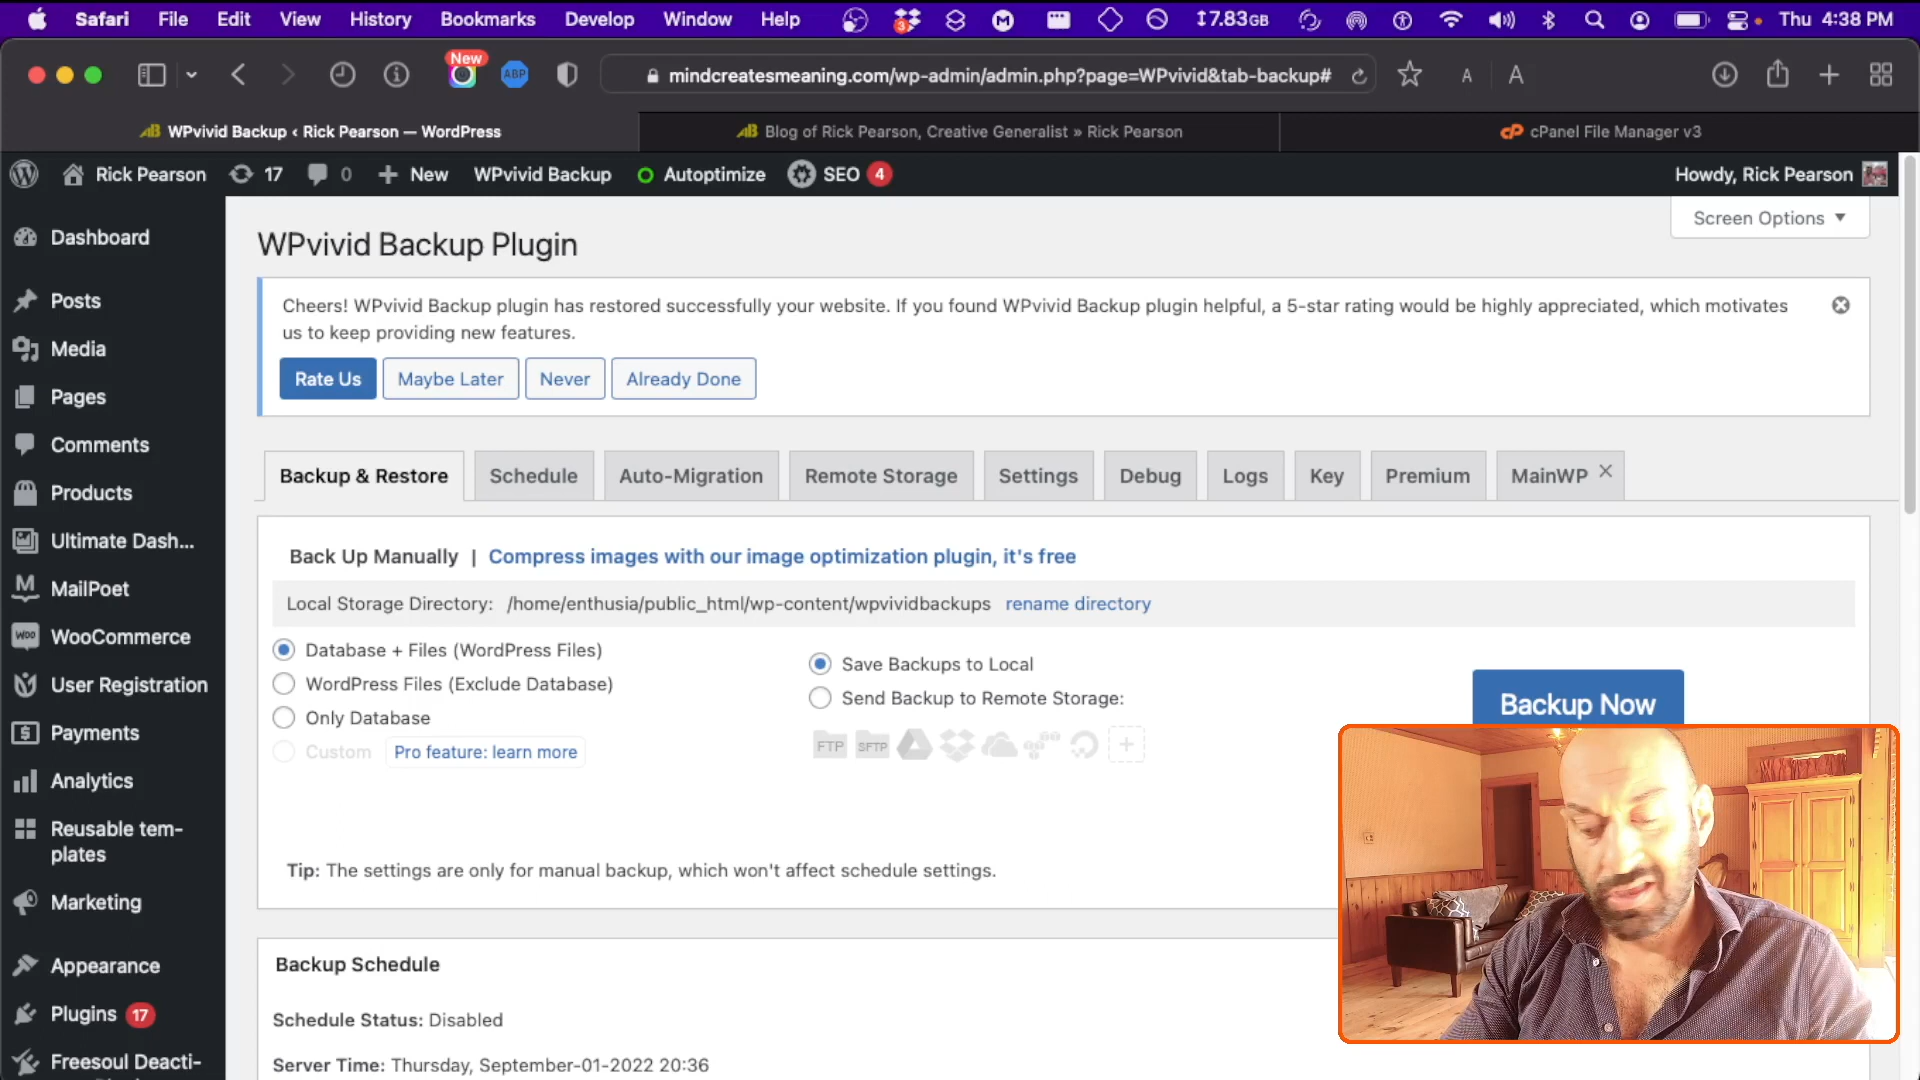 Safari File Edit View History Bookmarks Develop Window Help 3 M 7.83GB Thu 4:38 PM
New
ABP mindcreatesmeaning.com/wp-admin/admin.php?page=WPvivid&tab-backup# A A
WPvivid Backup ‹ Rick Pearson — WordPress
Blog of Rick Pearson, Creative Generalist » Rick Pearson
cPanel File Manager v3
Rick Pearson 17 0 New WPvivid Backup Autoptimize SEO 4 Howdy, Rick Pearson
Screen Options
Dashboard
Posts
Media
Pages
Comments
Products
Ultimate Dash...
MailPoet
WooCommerce
User Registration
Payments
Analytics
Reusable tem-
plates
Marketing
Appearance
Plugins 17
Freesoul Deacti-
WPvivid Backup Plugin
Cheers! WPvivid Backup plugin has restored successfully your website. If you found WPvivid Backup plugin helpful, a 5-star rating would be highly appreciated, which motivates
us to keep providing new features.
Rate Us Maybe Later Never Already Done
Backup & Restore Schedule Auto-Migration Remote Storage Settings Debug Logs Key Premium MainWP
Back Up Manually | Compress images with our image optimization plugin, it's free
Local Storage Directory: /home/enthusia/public_html/wp-content/wpvividbackups rename directory
Database + Files (WordPress Files)
WordPress Files (Exclude Database)
Only Database
Custom Pro feature: learn more
Save Backups to Local
Send Backup to Remote Storage:
FTP SFTP
Backup Now
Tip: The settings are only for manual backup, which won't affect schedule settings.
Backup Schedule
Schedule Status: Disabled
Server Time: Thursday, September-01-2022 20:36